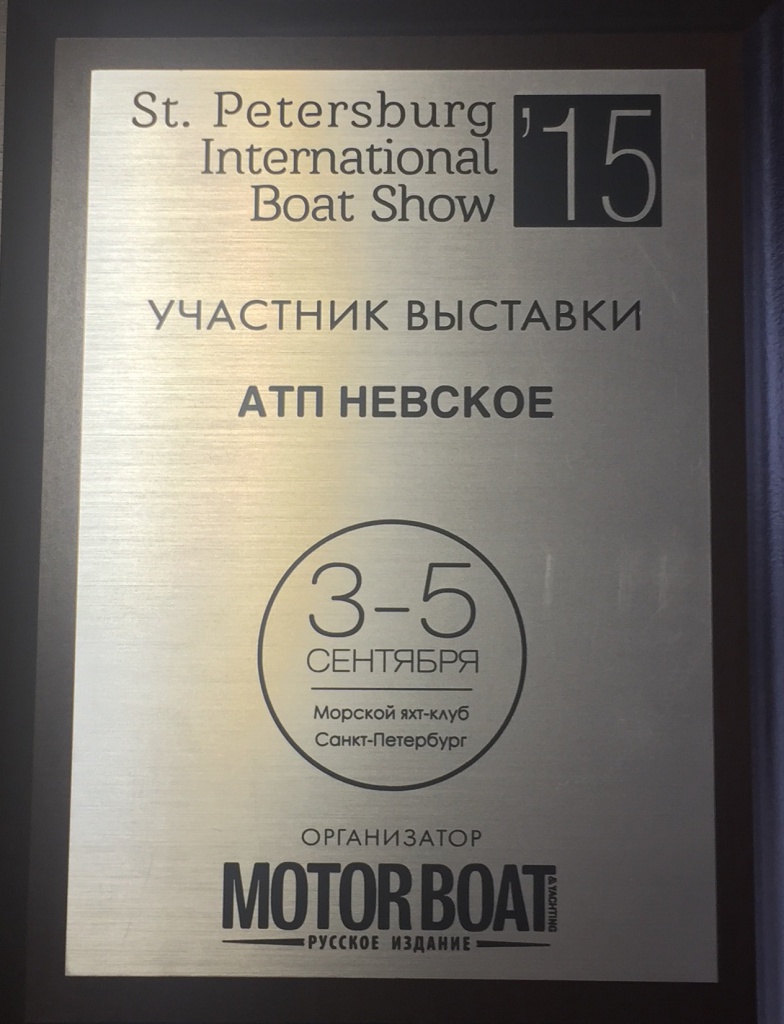 St. Petersburg
International
Boat Show
'15
УЧАСТНИК ВЫСТАВКИ
АТП НЕВСКОЕ
3-5
СЕНТЯБРЯ
Морской яхт-клуб
Санкт-Петербург
ОРГАНИЗАТОР
MOTOR BOAT
& YACHTING
РУССКОЕ ИЗДАНИЕ